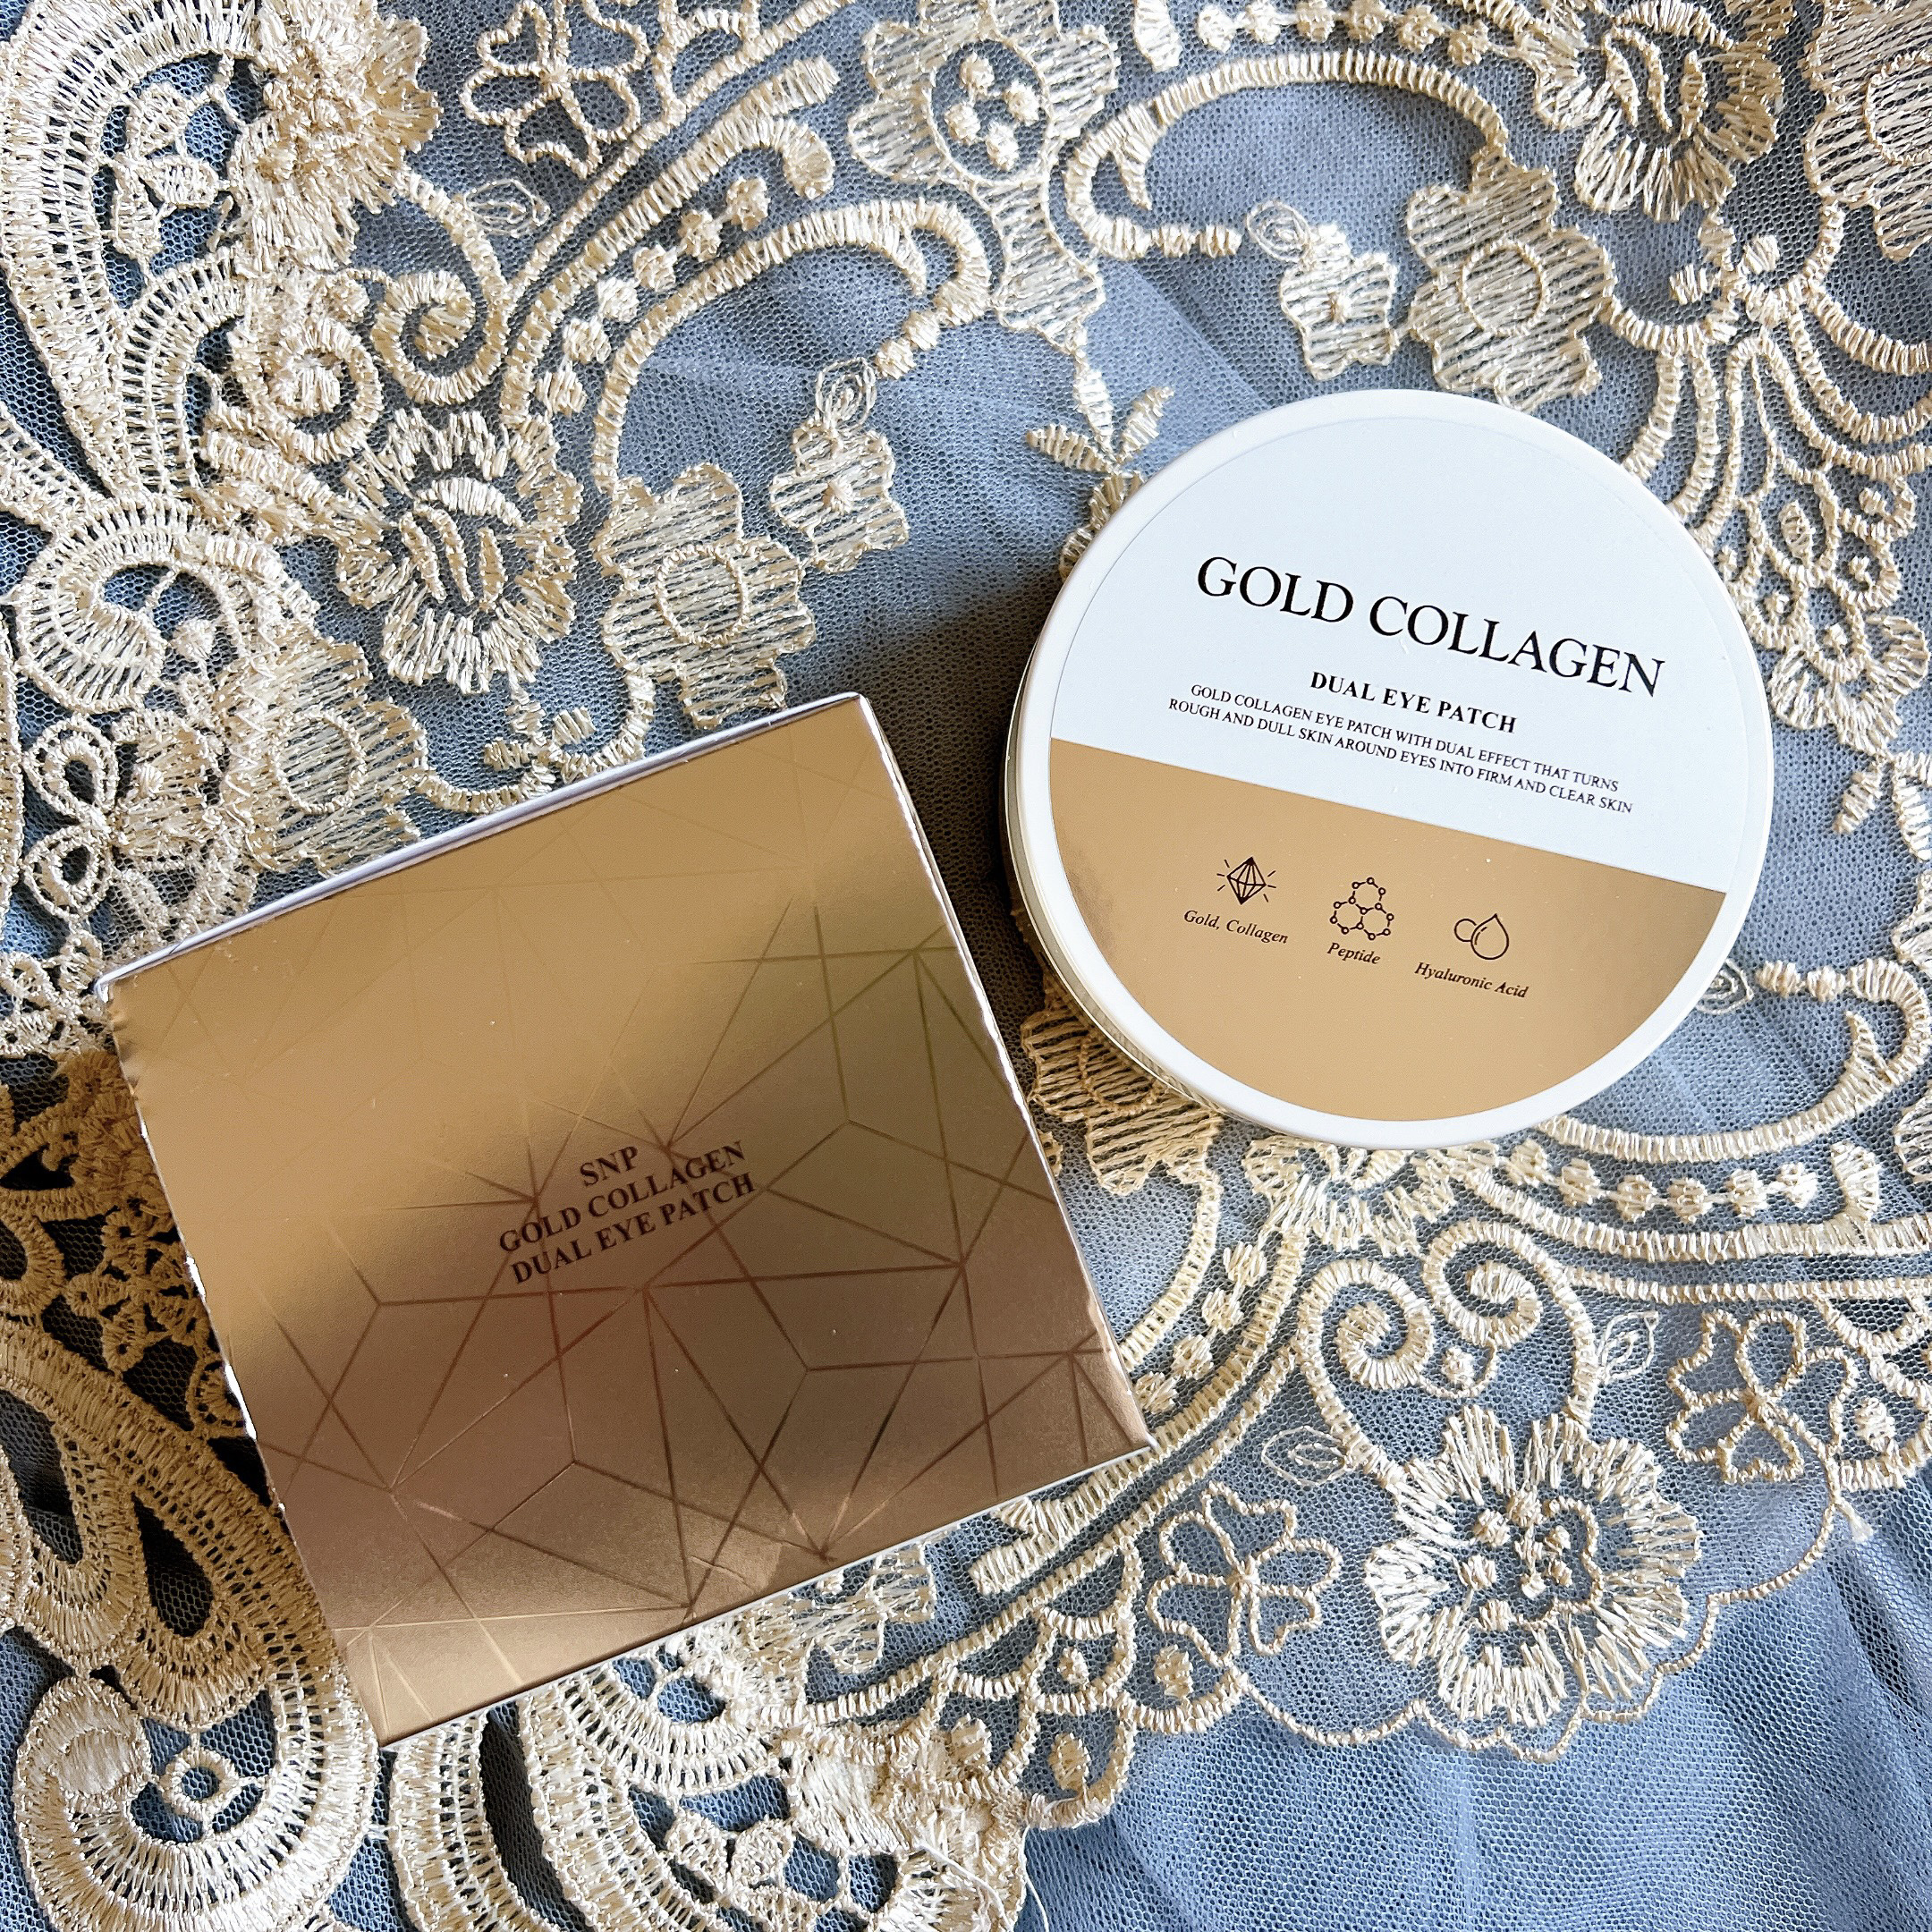 GOLD COLLAGEN
DUAL EYE PATCH
GOLD COLLAGEN EYE PATCH WITH DUAL EFFECT THAT TURNS
ROUGH AND DULL SKIN AROUND EYES INTO FIRM AND CLEAR SKIN
Gold, Collagen
Peptide
Hyaluronic Acid
SNP
GOLD COLLAGEN
DUAL EYE PATCH